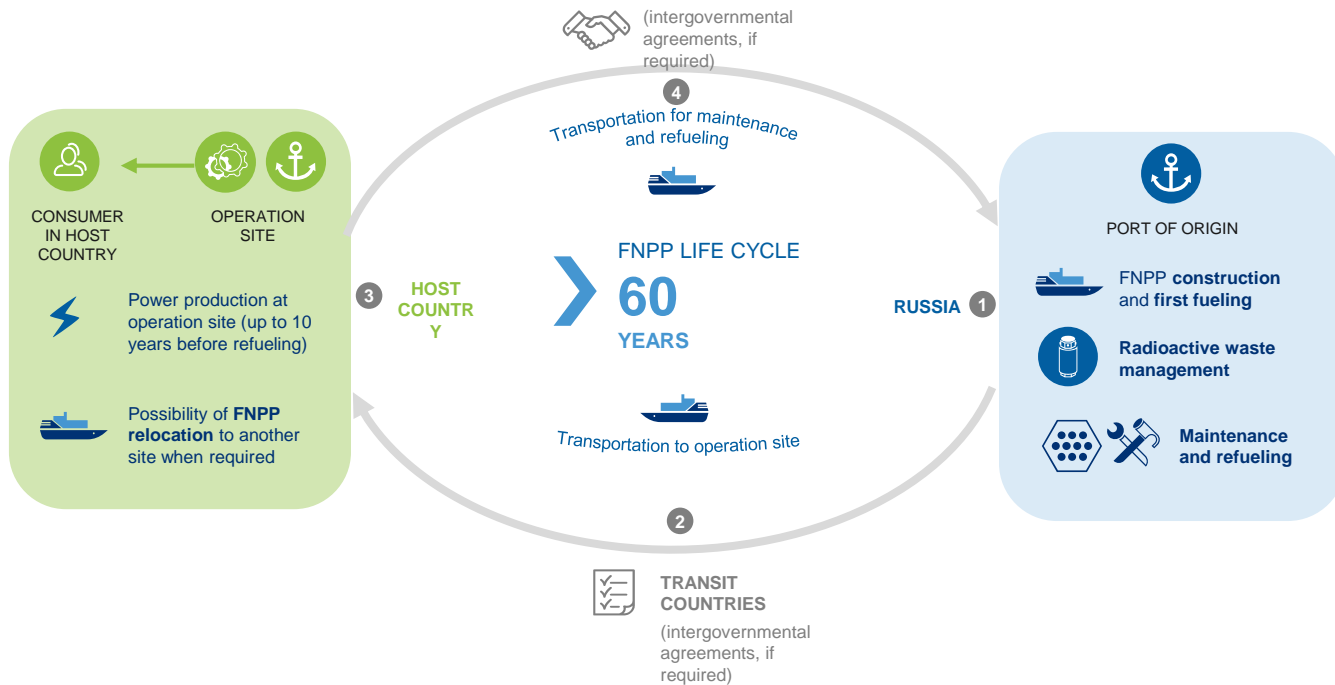 (intergovernmental
agreements, if
required)
4
Transportation for maintenance
and refueling
CONSUMER
IN HOST
COUNTRY
OPERATION
SITE
Power production at
operation site (up to 10
years before refueling)
Possibility of FNPP
relocation to another
site when required
3
HOST
COUNTR
Y
FNPP LIFE CYCLE
60
YEARS
RUSSIA
1
PORT OF ORIGIN
FNPP construction
and first fueling
Radioactive waste
management
Maintenance
and refueling
Transportation to operation site
2
TRANSIT
COUNTRIES
(intergovernmental
agreements, if
required)